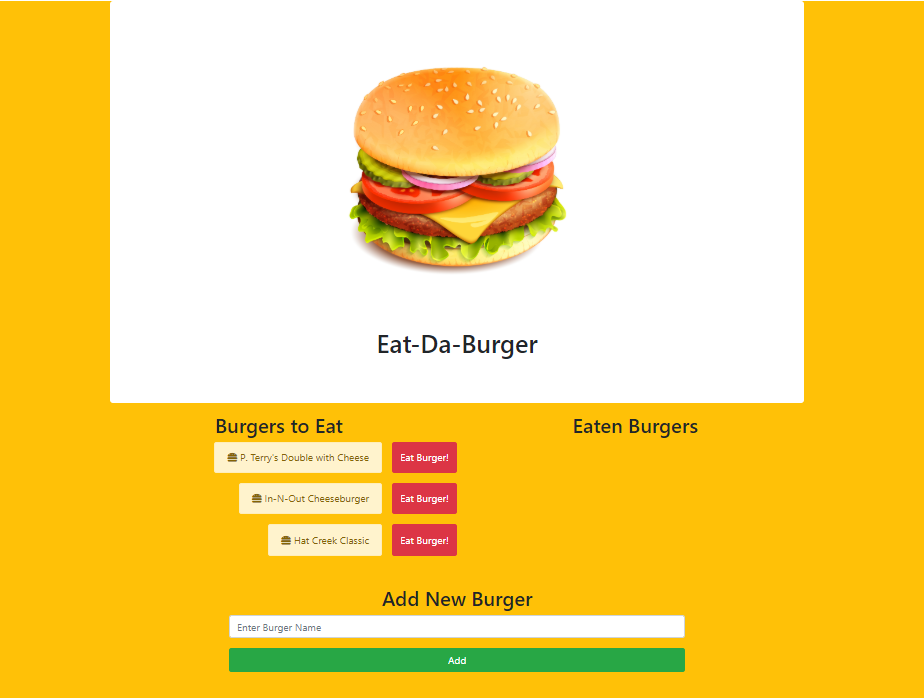 Eat-Da-Burger
Burgers to Eat
P. Terry's Double with Cheese
Eat Burger!
In-N-Out Cheeseburger
Eat Burger!
Hat Creek Classic
Eat Burger!
Eaten Burgers
Add New Burger
Enter Burger Name
Add